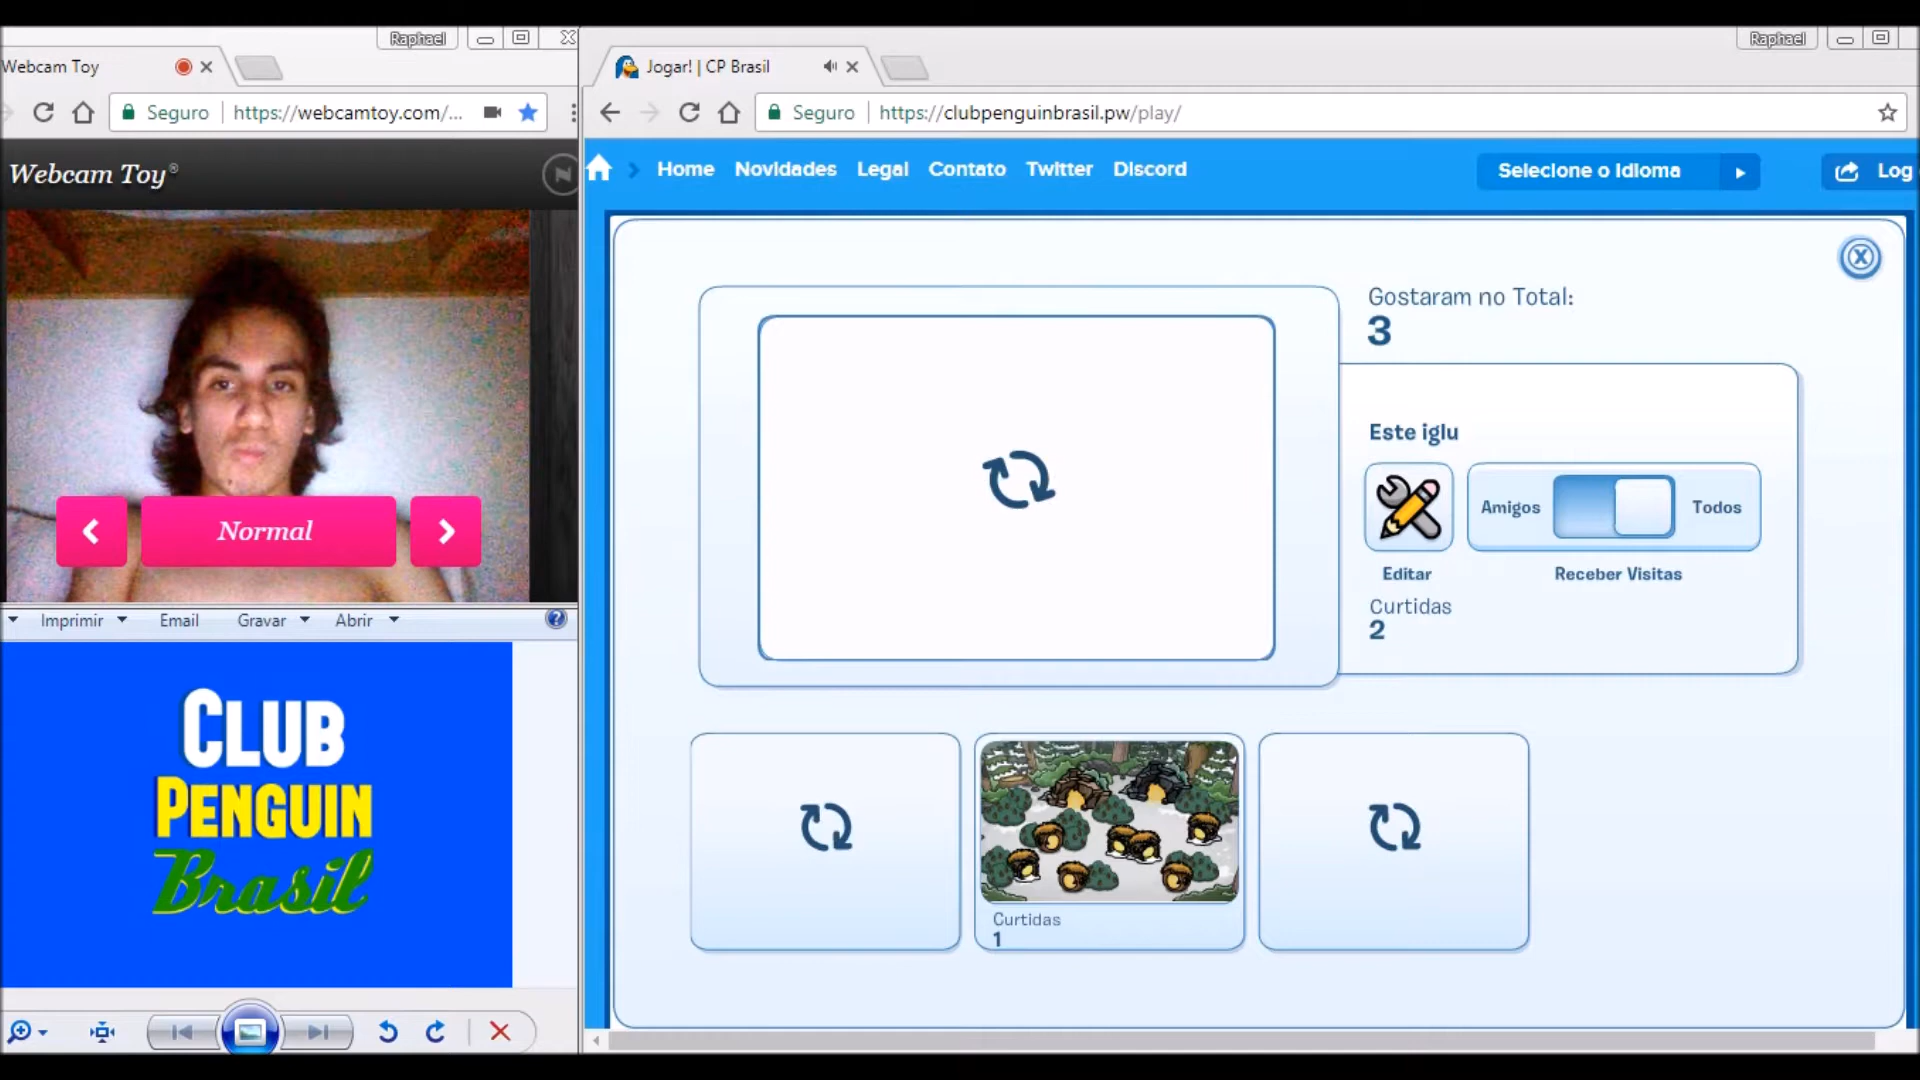 Raphael
Webcam Toy
Seguro
https://webcamtoy.com/...
Webcam Toy®
Normal
Imprimir
Email
Gravar
Abrir
CLUB
PENGUIN
Brasil
Raphael
Jogar! | CP Brasil
Seguro
https://clubpenguinbrasil.pw/play/
Home Novidades Legal Contato Twitter Discord
Selecione o Idioma
Log
Gostaram no Total:
3
Este iglu
Amigos
Todos
Editar
Receber Visitas
Curtidas
2
Curtidas
1